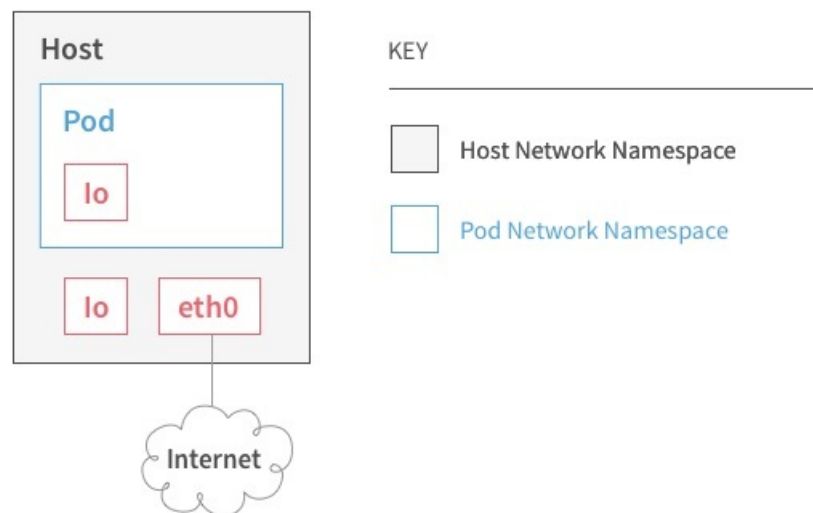 Host
Pod
lo
lo
eth0
Internet
KEY
Host Network Namespace
Pod Network Namespace